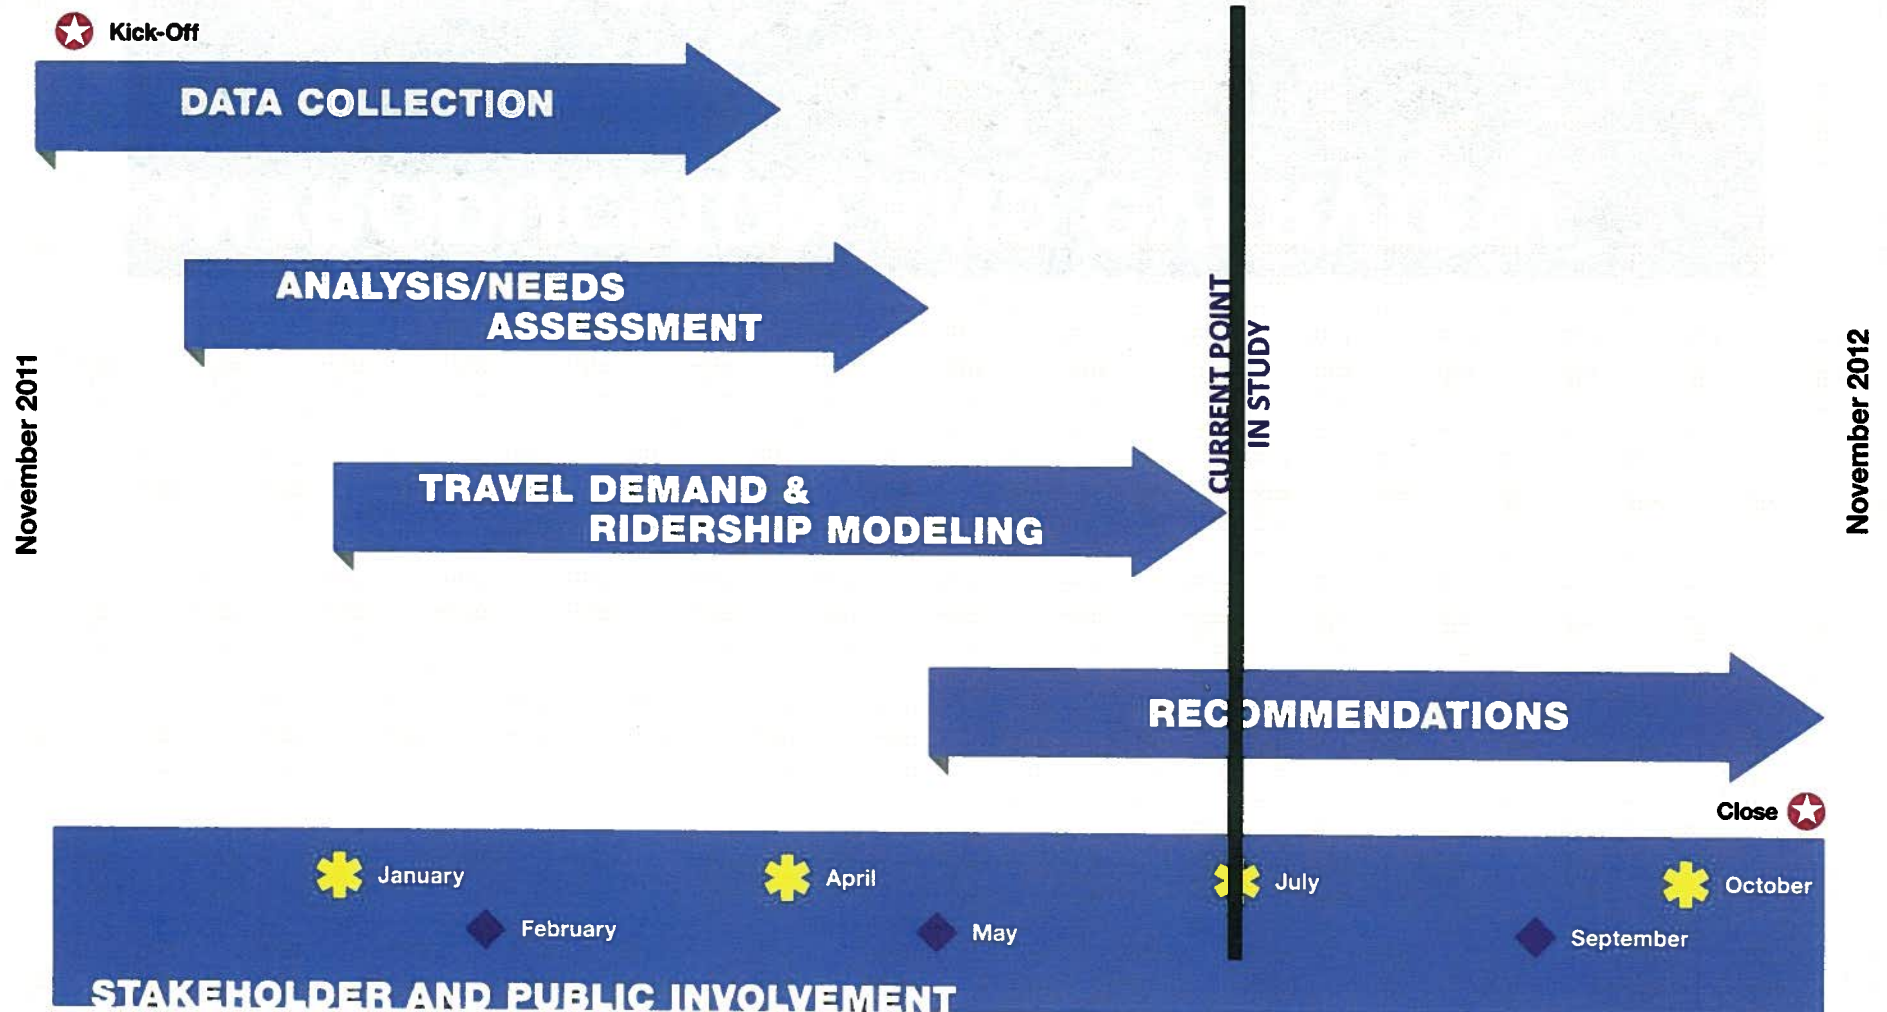 Kick-Off
DATA COLLECTION
ANALYSIS/NEEDS
ASSESSMENT
TRAVEL DEMAND &
RIDERSHIP MODELING
November 2011
CURRENT POINT
IN STUDY
November 2012
RECOMMENDATIONS
Close
January
April
July
October
February
May
September
STAKEHOLDER AND PUBLIC INVOLVEMENT